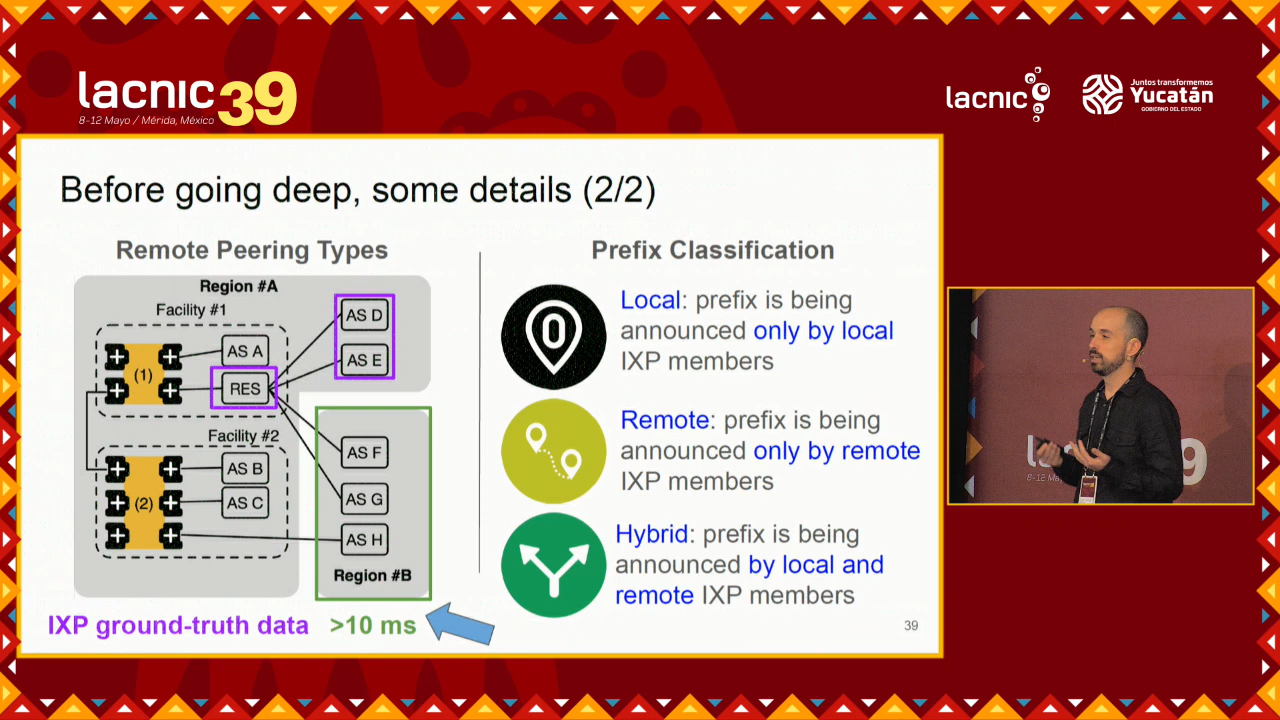 lacnic 39
8-12 Mayo / Mérida, México
lacnic
Juntos transformemos
Yucatán
GOBIERNO DEL ESTADO
Before going deep, some details (2/2)
Remote Peering Types
Region #A
Facility #1
(1)
AS A
RES
AS D
AS E
Facility #2
(2)
AS B
AS C
AS F
AS G
AS H
Region #B
IXP ground-truth data
>10 ms
Prefix Classification
Local: prefix is being
announced only by local
IXP members
Remote: prefix is being
announced only by remote
IXP members
Hybrid: prefix is being
announced by local and
remote IXP members
39